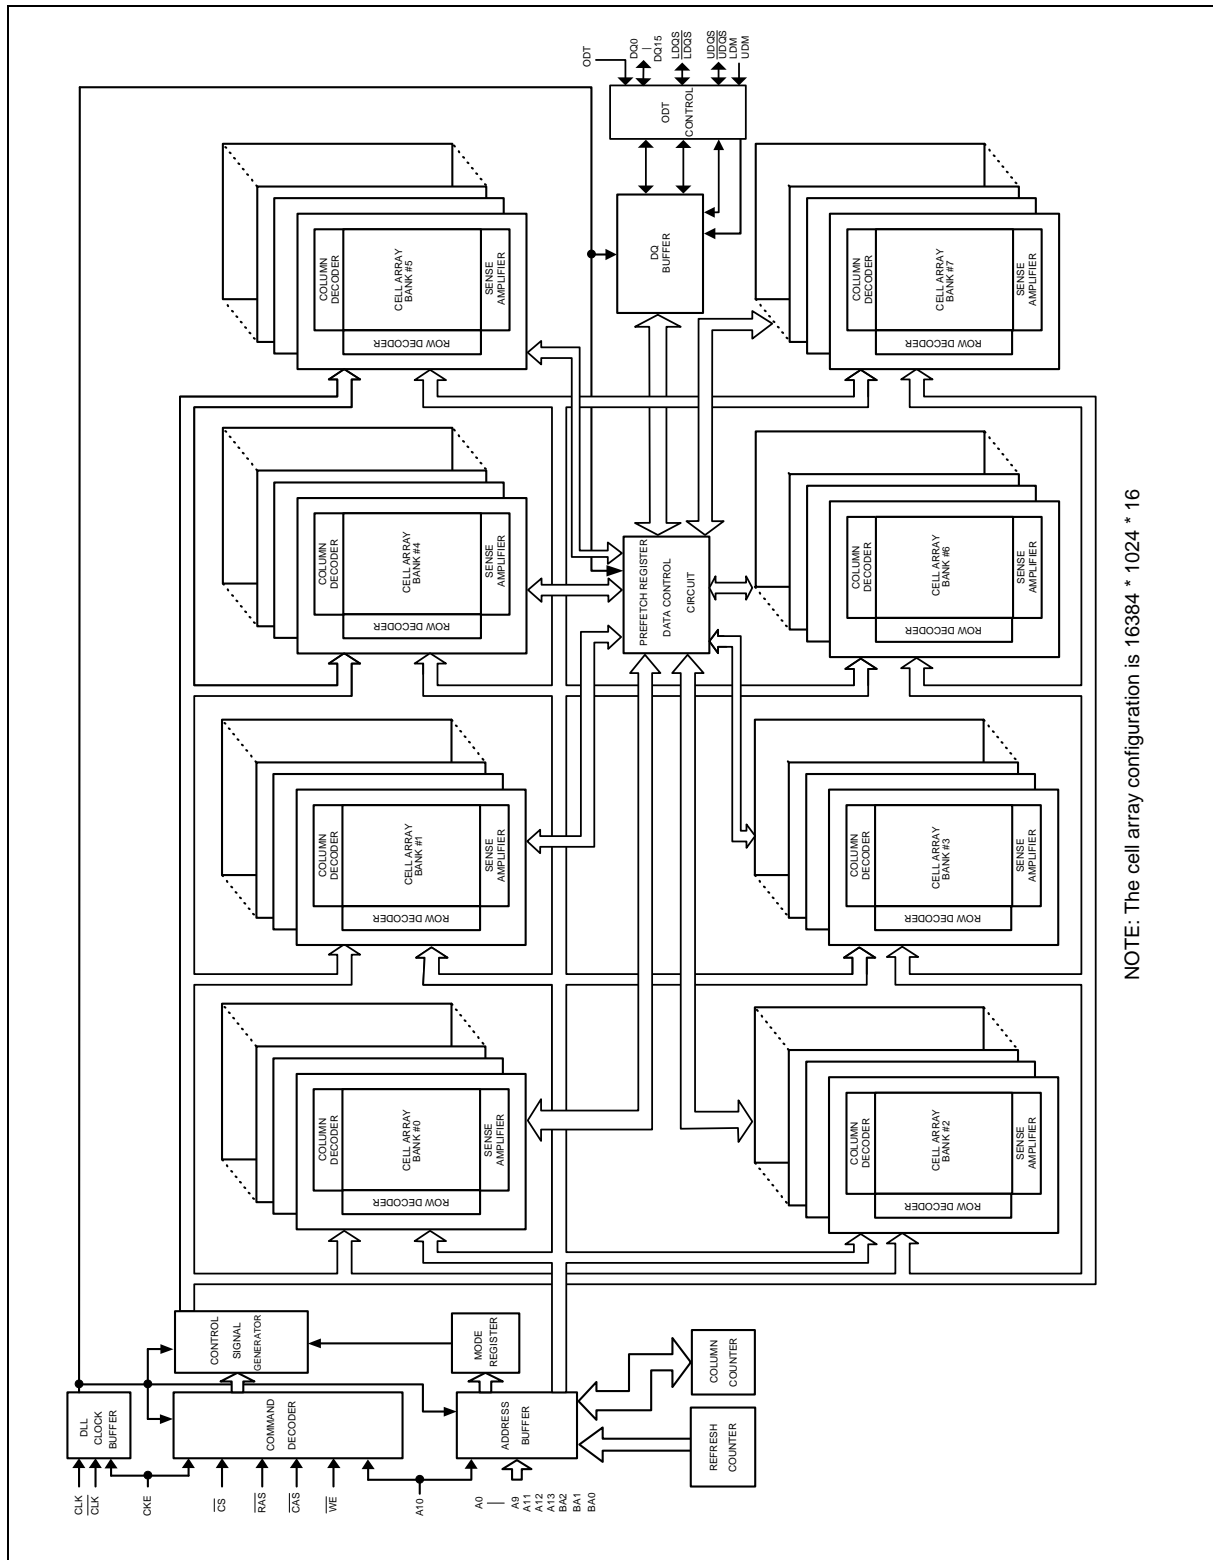 CLK
CLK
CKE
CS
RAS
CAS
WE
A10
A0
A9
A11
A12
A13
BA2
BA1
BA0
DLL
CLOCK
BUFFER
COMMAND
DECODER
ADDRESS
BUFFER
REFRESH
COUNTER
COLUMN
COUNTER
CONTROL
SIGNAL
GENERATOR
MODE
REGISTER
COLUMN
DECODER
CELL ARRAY
BANK #0
SENSE
AMPLIFIER
ROW DECODER
COLUMN
DECODER
CELL ARRAY
BANK #1
SENSE
AMPLIFIER
ROW DECODER
COLUMN
DECODER
CELL ARRAY
BANK #4
SENSE
AMPLIFIER
ROW DECODER
COLUMN
DECODER
CELL ARRAY
BANK #5
SENSE
AMPLIFIER
ROW DECODER
COLUMN
DECODER
CELL ARRAY
BANK #2
SENSE
AMPLIFIER
ROW DECODER
COLUMN
DECODER
CELL ARRAY
BANK #3
SENSE
AMPLIFIER
ROW DECODER
COLUMN
DECODER
CELL ARRAY
BANK #6
SENSE
AMPLIFIER
ROW DECODER
COLUMN
DECODER
CELL ARRAY
BANK #7
SENSE
AMPLIFIER
ROW DECODER
PREFETCH REGISTER
DATA CONTROL
CIRCUIT
DQ
BUFFER
ODT
CONTROL
ODT
DQ0
DQ15
LDQS
LDQS
UDQS
UDQS
LDM
UDM
NOTE: The cell array configuration is 16384 * 1024 * 16